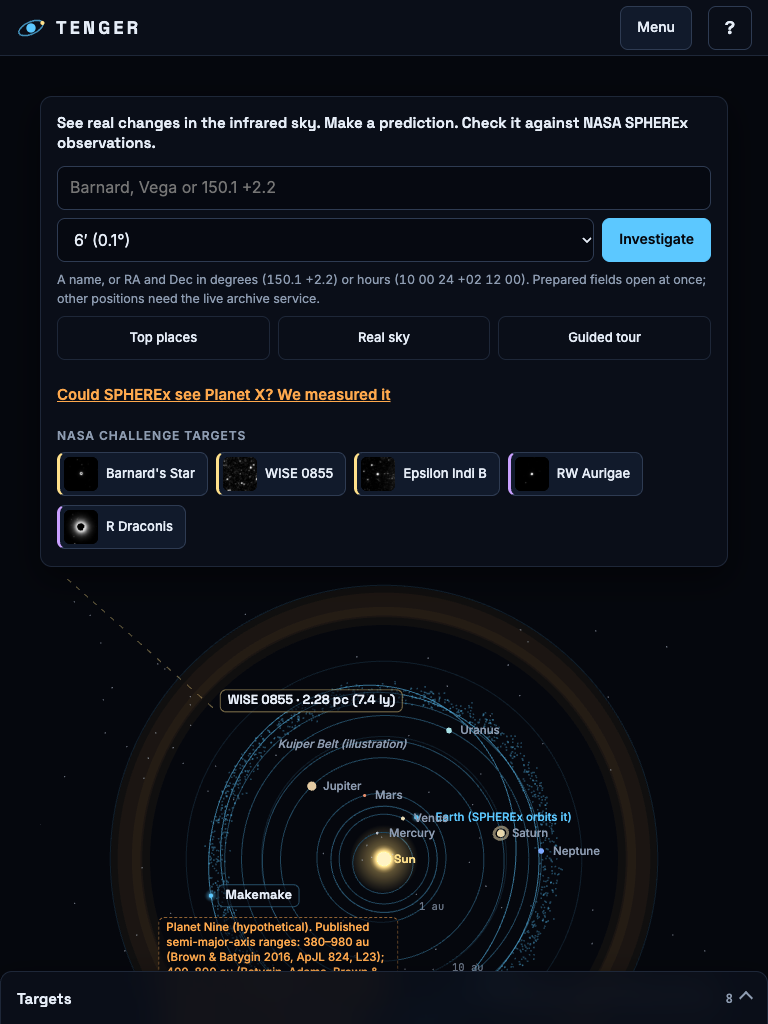 TENGER
Menu
?
See real changes in the infrared sky. Make a prediction. Check it against NASA SPHEREx
observations.
Barnard, Vega or 150.1 +2.2
6′ (0.1°)
Investigate
A name, or RA and Dec in degrees (150.1 +2.2) or hours (10 00 24 +02 12 00). Prepared fields open at once;
other positions need the live archive service.
Top places
Real sky
Guided tour
Could SPHEREx see Planet X? We measured it
NASA CHALLENGE TARGETS
Barnard's Star
WISE 0855
Epsilon Indi B
RW Aurigae
R Draconis
WISE 0855 · 2.28 pc (7.4 ly)
Uranus
Kuiper Belt (illustration)
Jupiter
Mars
Venus
Earth (SPHEREx orbits it)
Mercury
Saturn
Neptune
Sun
Makemake
1 au
Planet Nine (hypothetical). Published
semi-major-axis ranges: 380–980 au
(Brown & Batygin 2016, ApJL 824, L23);
400–800 au (Batygin, Adams, Brown &
10 au
Targets
8